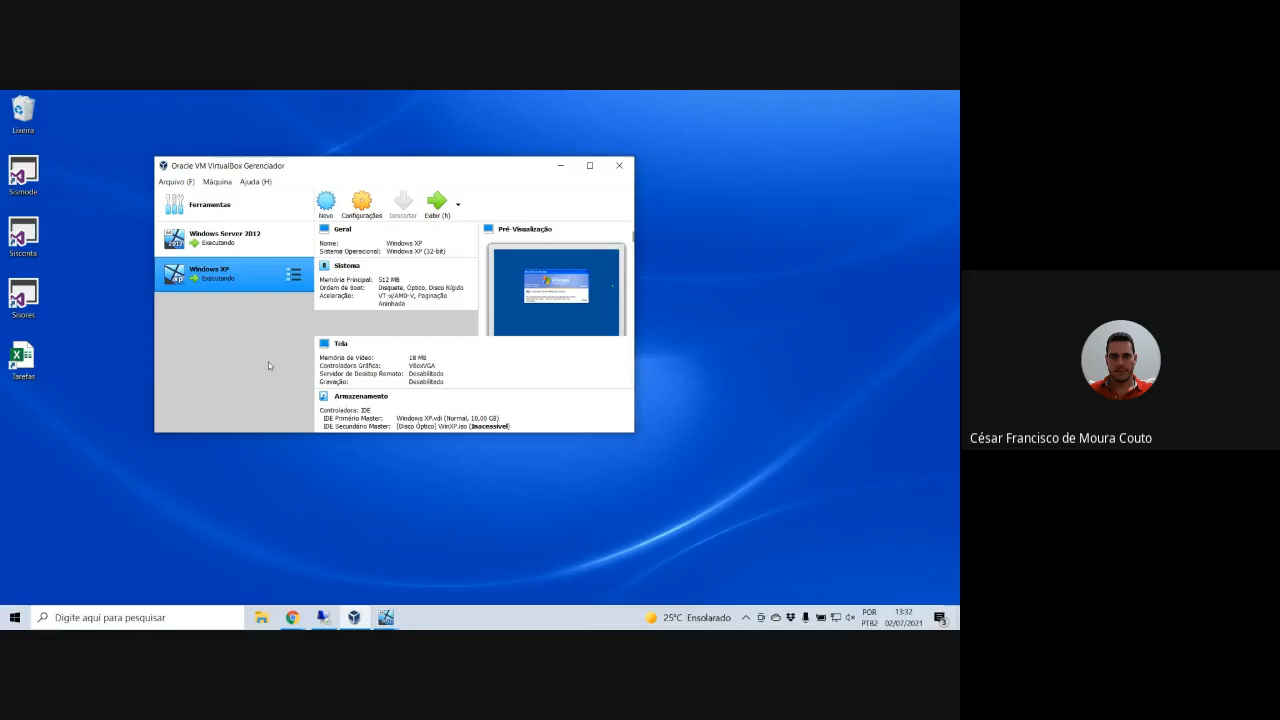 Lixeira
Sismode
Sisconta
Sisores
Tarefas
Oracle VM VirtualBox Gerenciador
Arquivo (F) Máquina Ajuda (H)
Ferramentas
Novo Configurações Descartar Exibir (h)
Windows Server 2012
Executando
2012
Windows XP
Executando
XP
Geral
Nome: Windows XP
Sistema Operacional: Windows XP (32-bit)
Sistema
Memória Principal: 512 MB
Ordem de Boot: Disquete, Óptico, Disco Rígido
Aceleração: VT-x/AMD-V, Paginação
Aninhada
Pré-Visualização
Tela
Memória de Vídeo: 18 MB
Controladora Gráfica: VBoxVGA
Servidor de Desktop Remoto: Desabilitado
Gravação: Desabilitado
Armazenamento
Controladora: IDE
IDE Primário Master: Windows XP.vdi (Normal, 10,00 GB)
IDE Secundário Master: [Disco Óptico] WinXP.iso (Inacessível)
Digite aqui para pesquisar
25°C Ensolarado
POR
PTB2
13:32
02/07/2021
3
César Francisco de Moura Couto